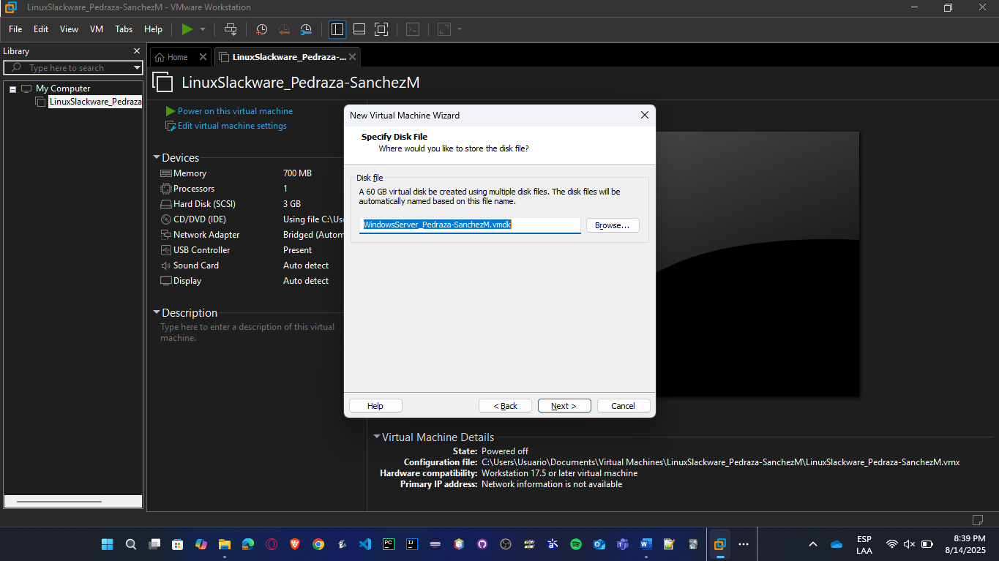 LinuxSlackware_Pedraza-SanchezM - VMware Workstation
File Edit View VM Tabs Help
Library
Type here to search
My Computer
LinuxSlackware_Pedraza
Home
LinuxSlackware_Pedraza-...
LinuxSlackware_Pedraza-SanchezM
Power on this virtual machine
Edit virtual machine settings
Devices
Memory 700 MB
Processors 1
Hard Disk (SCSI) 3 GB
CD/DVD (IDE) Using file C:\Us
Network Adapter Bridged (Autom
USB Controller Present
Sound Card Auto detect
Display Auto detect
Description
Type here to enter a description of this virtual
machine.
New Virtual Machine Wizard
Specify Disk File
Where would you like to store the disk file?
Disk file
A 60 GB virtual disk be created using multiple disk files. The disk files will be
automatically named based on this file name.
WindowsServer_Pedraza-SanchezM.vmdk
Browse...
Help
< Back
Next >
Cancel
Virtual Machine Details
State: Powered off
Configuration file: C:\Users\Usuario\Documents\Virtual Machines\LinuxSlackware_Pedraza-SanchezM\LinuxSlackware_Pedraza-SanchezM.vmx
Hardware compatibility: Workstation 17.5 or later virtual machine
Primary IP address: Network information is not available
PC
IJ
ESP
LAA
8:39 PM
8/14/2025